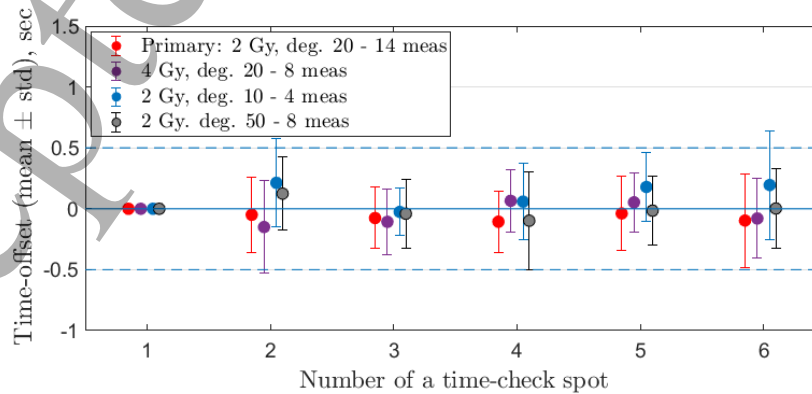 Time-offset (mean ± std), sec
1.5
1
0.5
0
-0.5
-1
Primary: 2 Gy, deg. 20 - 14 meas
4 Gy, deg. 20 - 8 meas
2 Gy, deg. 10 - 4 meas
2 Gy. deg. 50 - 8 meas
1 2 3 4 5 6
Number of a time-check spot